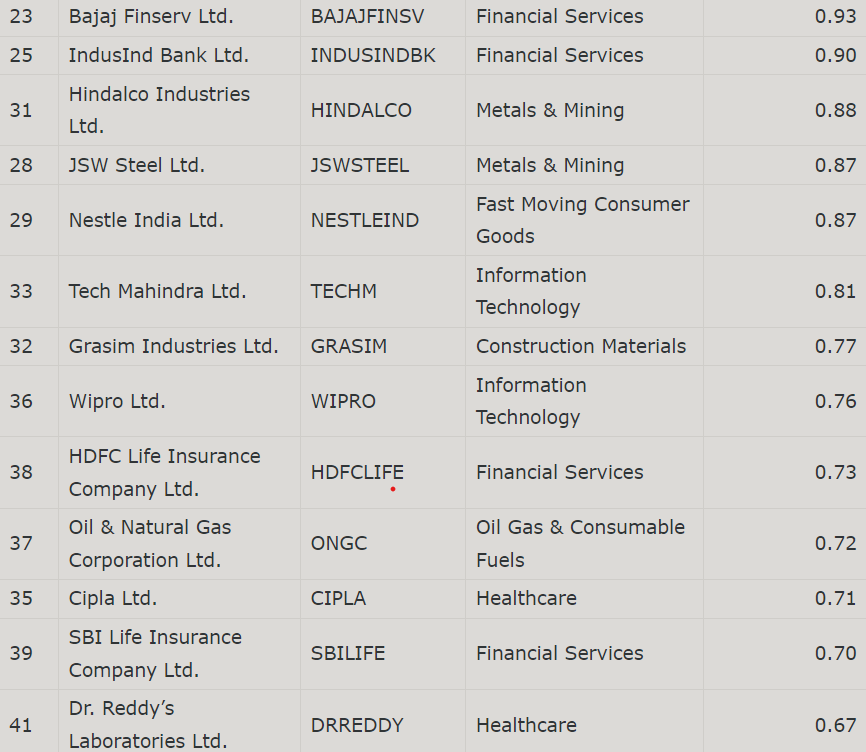 23 Bajaj Finserv Ltd. BAJAJFINSV Financial Services 0.93
25 IndusInd Bank Ltd. INDUSINDBK Financial Services 0.90
31 Hindalco Industries Ltd. HINDALCO Metals & Mining 0.88
28 JSW Steel Ltd. JSWSTEEL Metals & Mining 0.87
29 Nestle India Ltd. NESTLEIND Fast Moving Consumer Goods 0.87
33 Tech Mahindra Ltd. TECHM Information Technology 0.81
32 Grasim Industries Ltd. GRASIM Construction Materials 0.77
36 Wipro Ltd. WIPRO Information Technology 0.76
38 HDFC Life Insurance Company Ltd. HDFCLIFE Financial Services 0.73
37 Oil & Natural Gas Corporation Ltd. ONGC Oil Gas & Consumable Fuels 0.72
35 Cipla Ltd. CIPLA Healthcare 0.71
39 SBI Life Insurance Company Ltd. SBILIFE Financial Services 0.70
41 Dr. Reddy’s Laboratories Ltd. DRREDDY Healthcare 0.67